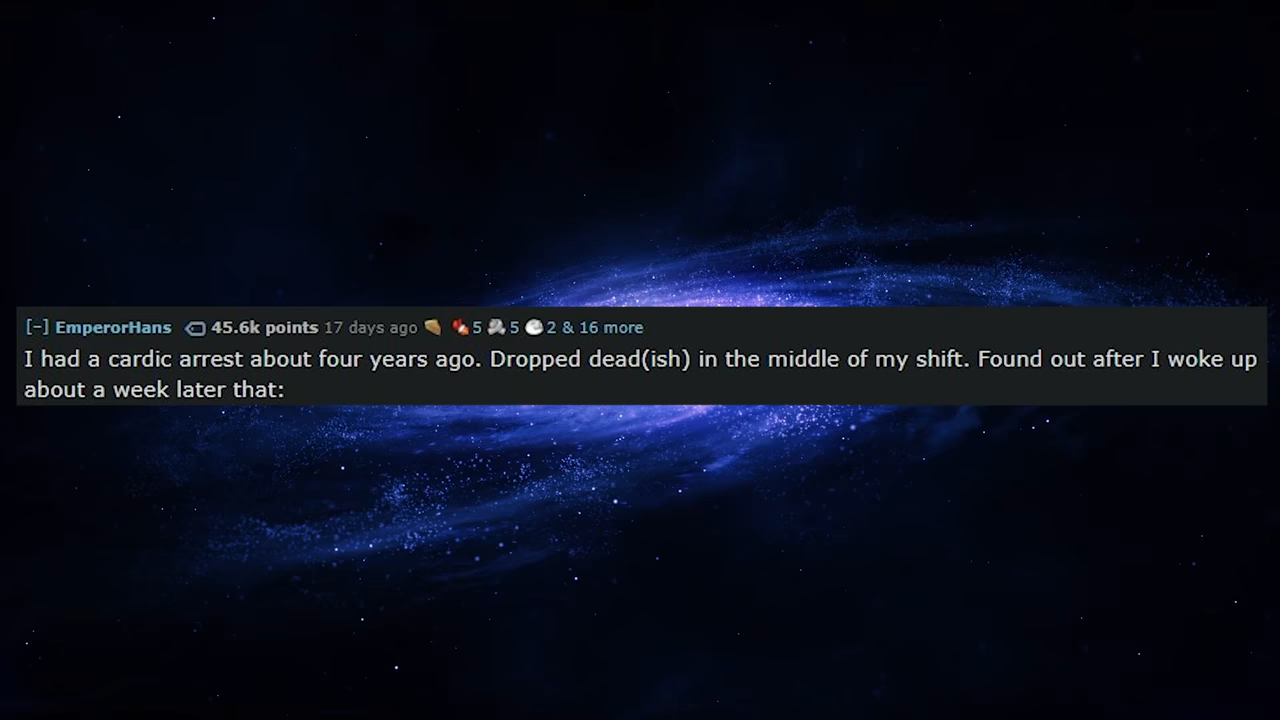 [-] EmperorHans 45.6k points 17 days ago 5 5 2 & 16 more
I had a cardic arrest about four years ago. Dropped dead(ish) in the middle of my shift. Found out after I woke up
about a week later that: